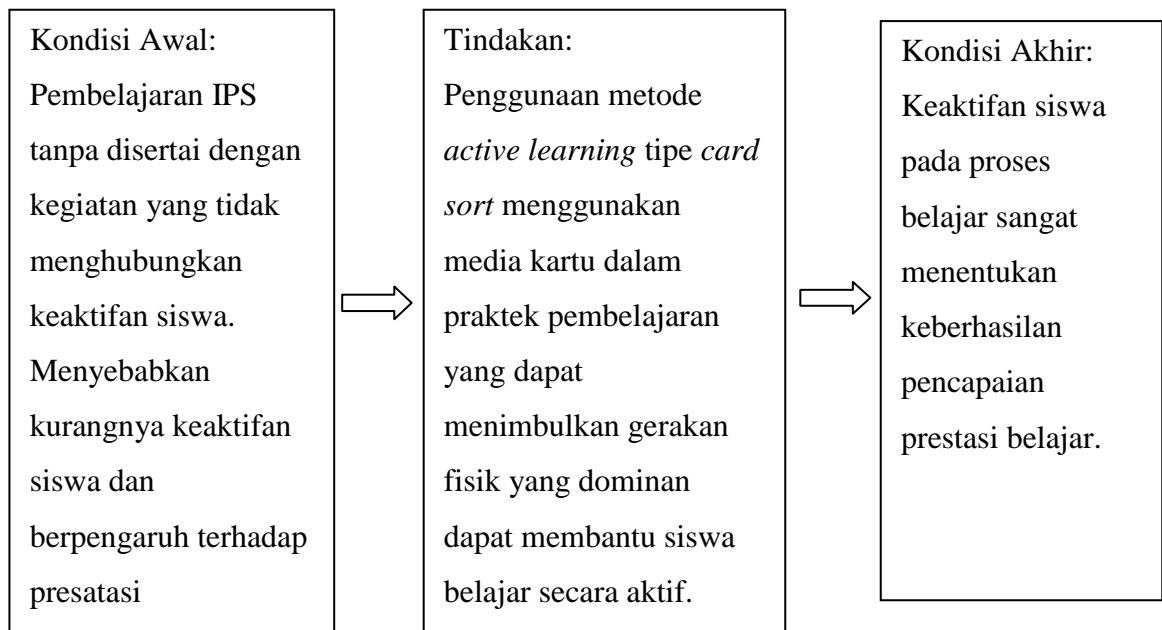 Kondisi Awal:
Pembelajaran IPS
tanpa disertai dengan
kegiatan yang tidak
menghubungkan
keaktifan siswa.
Menyebabkan
kurangnya keaktifan
siswa dan
berpengaruh terhadap
presatasi
Tindakan:
Penggunaan metode
active learning tipe card
sort menggunakan
media kartu dalam
praktek pembelajaran
yang dapat
menimbulkan gerakan
fisik yang dominan
dapat membantu siswa
belajar secara aktif.
Kondisi Akhir:
Keaktifan siswa
pada proses
belajar sangat
menentukan
keberhasilan
pencapaian
prestasi belajar.